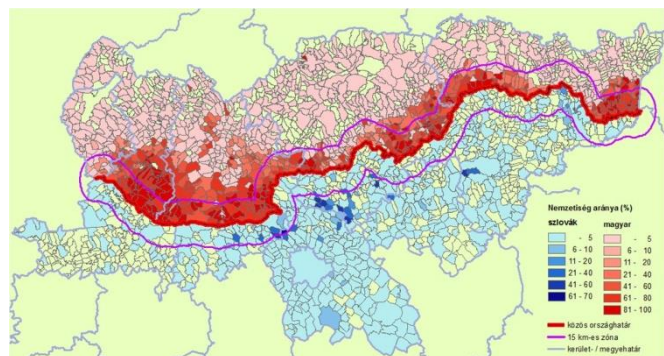 Nemzetiség aránya (%)
szlovák magyar
- 5 - 5
6 - 10 6 - 10
11 - 20 11 - 20
21 - 40 21 - 40
41 - 60 41 - 60
61 - 70 61 - 80
81 - 100
közös országhatár
15 km-es zóna
kerület- / megyehatár